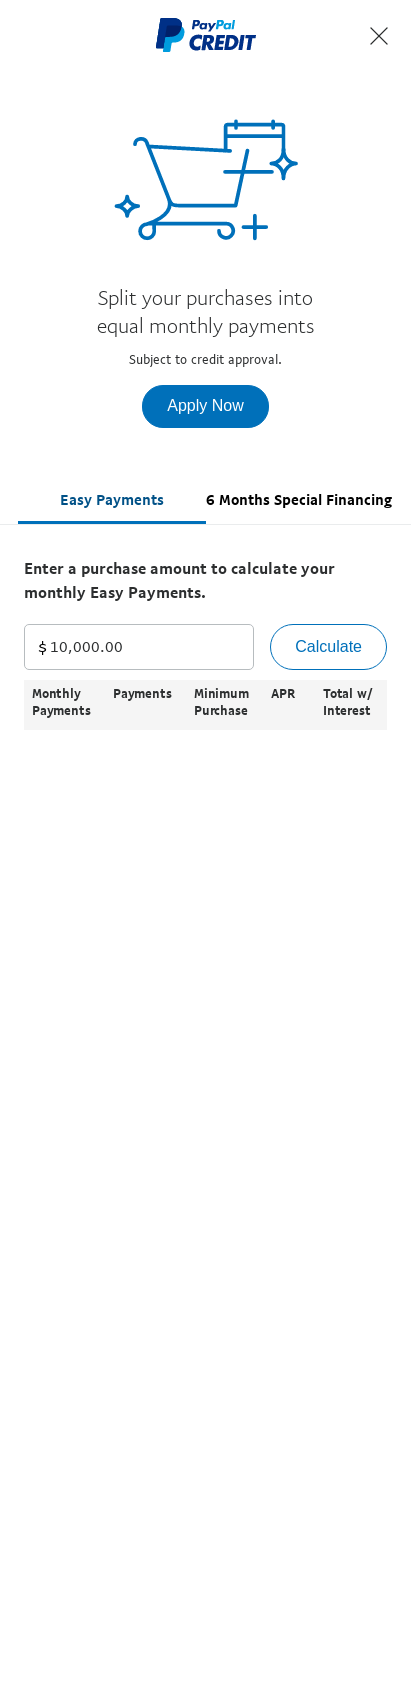 PayPal
CREDIT
Split your purchases into
equal monthly payments
Subject to credit approval.
Apply Now
Easy Payments 6 Months Special Financing
Enter a purchase amount to calculate your
monthly Easy Payments.
$ 10,000.00 Calculate
Monthly Payments Minimum APR Total w/
Payments Purchase Interest